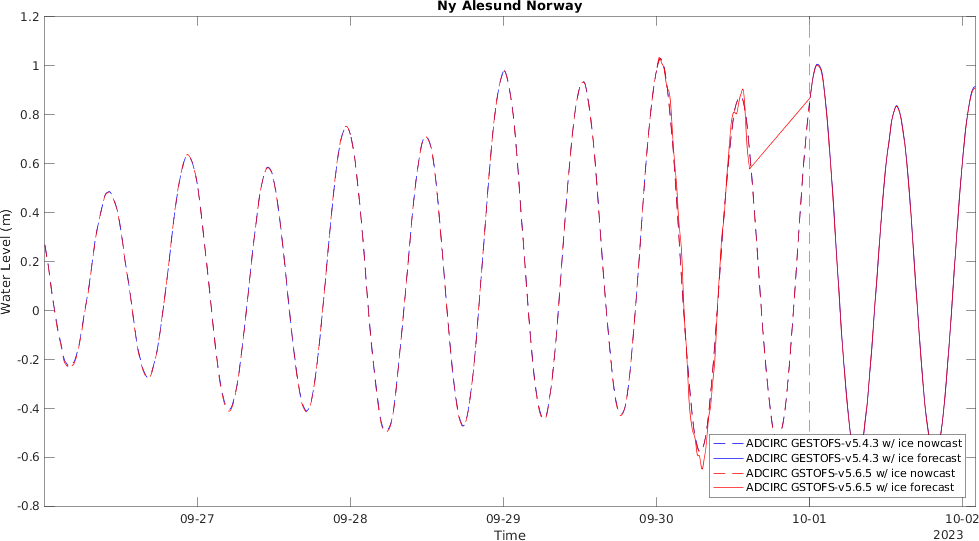 Ny Alesund Norway
1.2
1
0.8
0.6
0.4
0.2
0
-0.2
-0.4
-0.6
-0.8
Water Level (m)
ADCIRC GESTOFS-v5.4.3 w/ ice nowcast
ADCIRC GESTOFS-v5.4.3 w/ ice forecast
ADCIRC GSTOFS-v5.6.5 w/ ice nowcast
ADCIRC GSTOFS-v5.6.5 w/ ice forecast
09-27 09-28 09-29 09-30 10-01 10-02
Time 2023